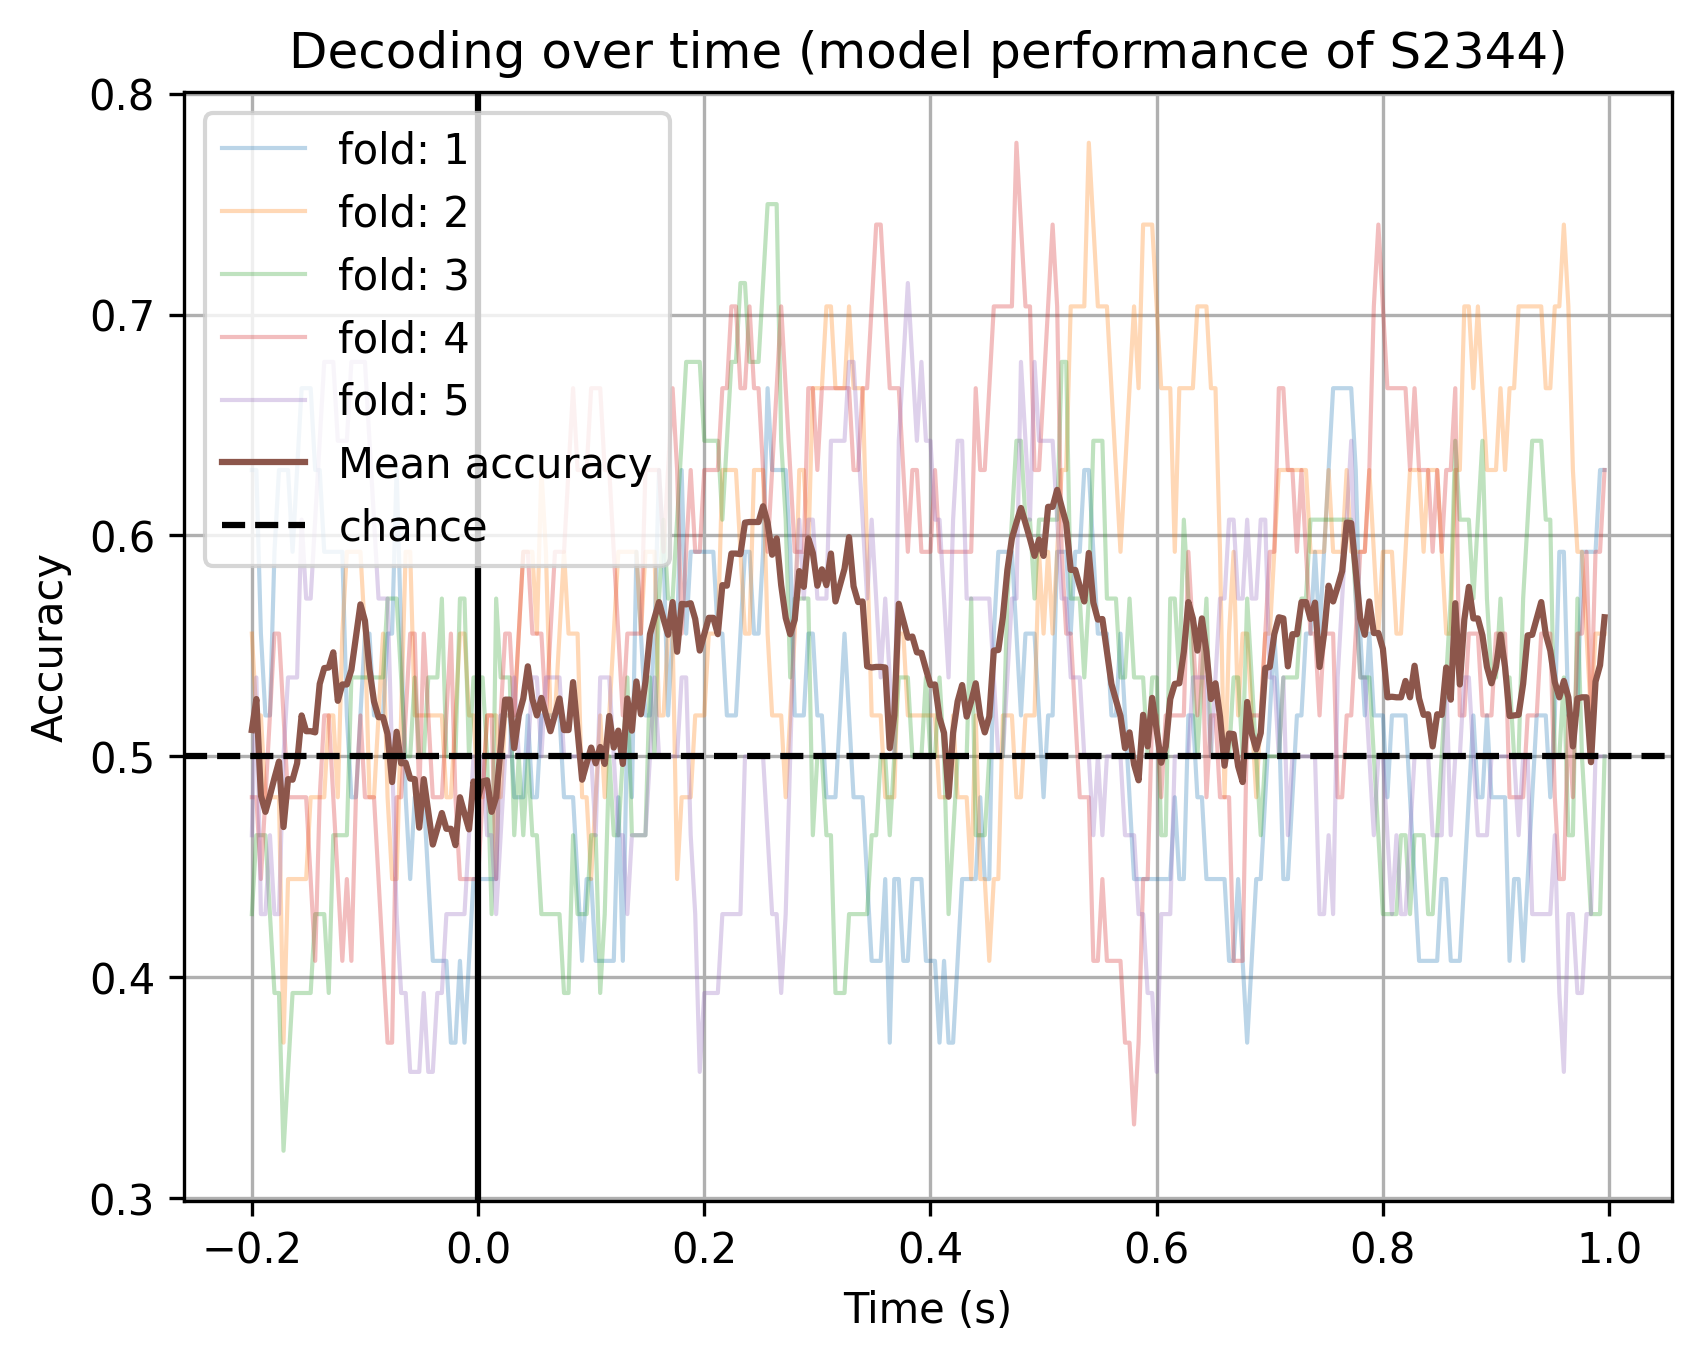 Decoding over time (model performance of S2344)
0.8
0.7
0.6
0.5
0.4
0.3
Accuracy
fold: 1
fold: 2
fold: 3
fold: 4
fold: 5
Mean accuracy
chance
−0.2 0.0 0.2 0.4 0.6 0.8 1.0
Time (s)